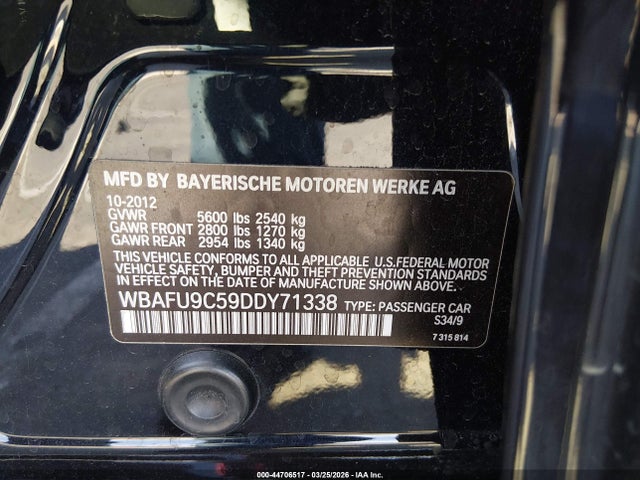 MFD BY BAYERISCHE MOTOREN WERKE AG
10-2012
GVWR 5600 lbs 2540 kg
GAWR FRONT 2800 lbs 1270 kg
GAWR REAR 2954 lbs 1340 kg
THIS VEHICLE CONFORMS TO ALL APPLICABLE U.S.FEDERAL MOTOR
VEHICLE SAFETY, BUMPER AND THEFT PREVENTION STANDARDS
IN EFFECT ON THE DATE OF MANUFACTURE SHOWN ABOVE.
WBAFU9C59DDY71338 TYPE: PASSENGER CAR
S34/9
7 315 814
000-44706517 - 03/25/2026 - IAA Inc.